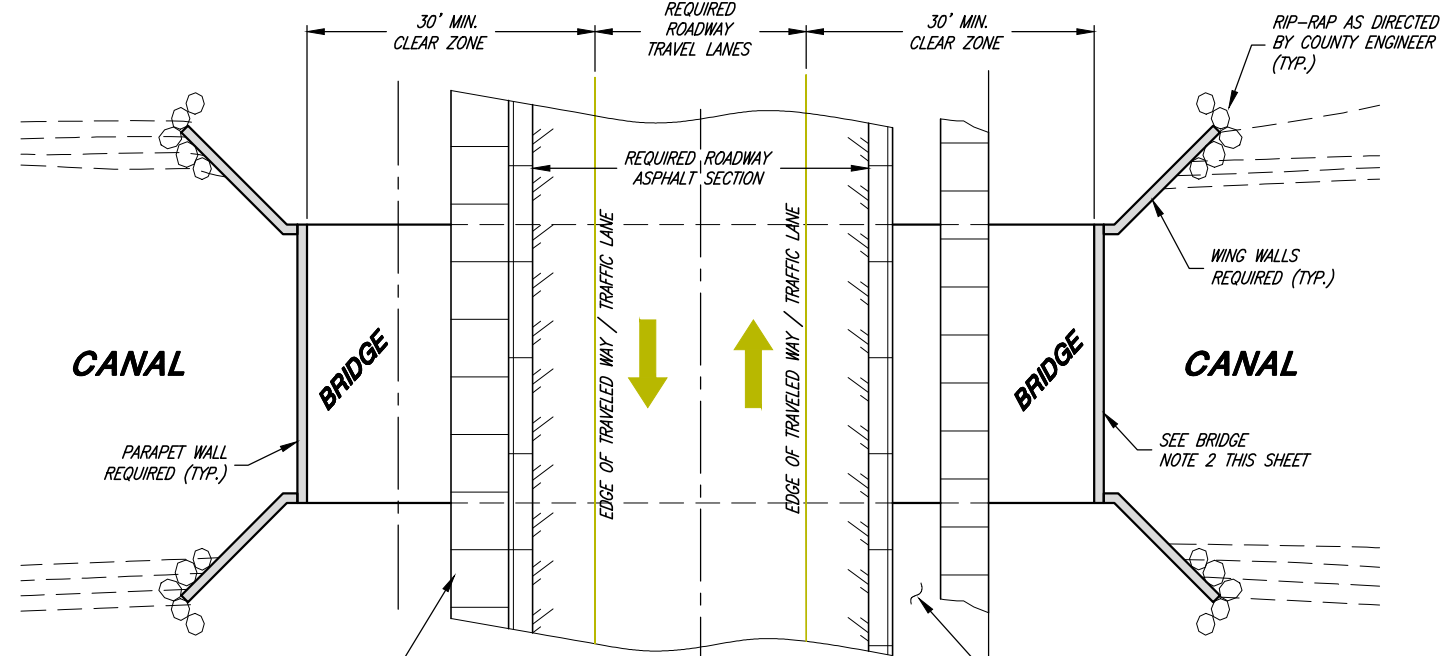 30' MIN.
CLEAR ZONE
REQUIRED
ROADWAY
TRAVEL LANES
30' MIN.
CLEAR ZONE
RIP-RAP AS DIRECTED
BY COUNTY ENGINEER
(TYP.)
REQUIRED ROADWAY
ASPHALT SECTION
EDGE OF TRAVELED WAY / TRAFFIC LANE
EDGE OF TRAVELED WAY / TRAFFIC LANE
WING WALLS
REQUIRED (TYP.)
CANAL
BRIDGE
BRIDGE
CANAL
PARAPET WALL
REQUIRED (TYP.)
SEE BRIDGE
NOTE 2 THIS SHEET